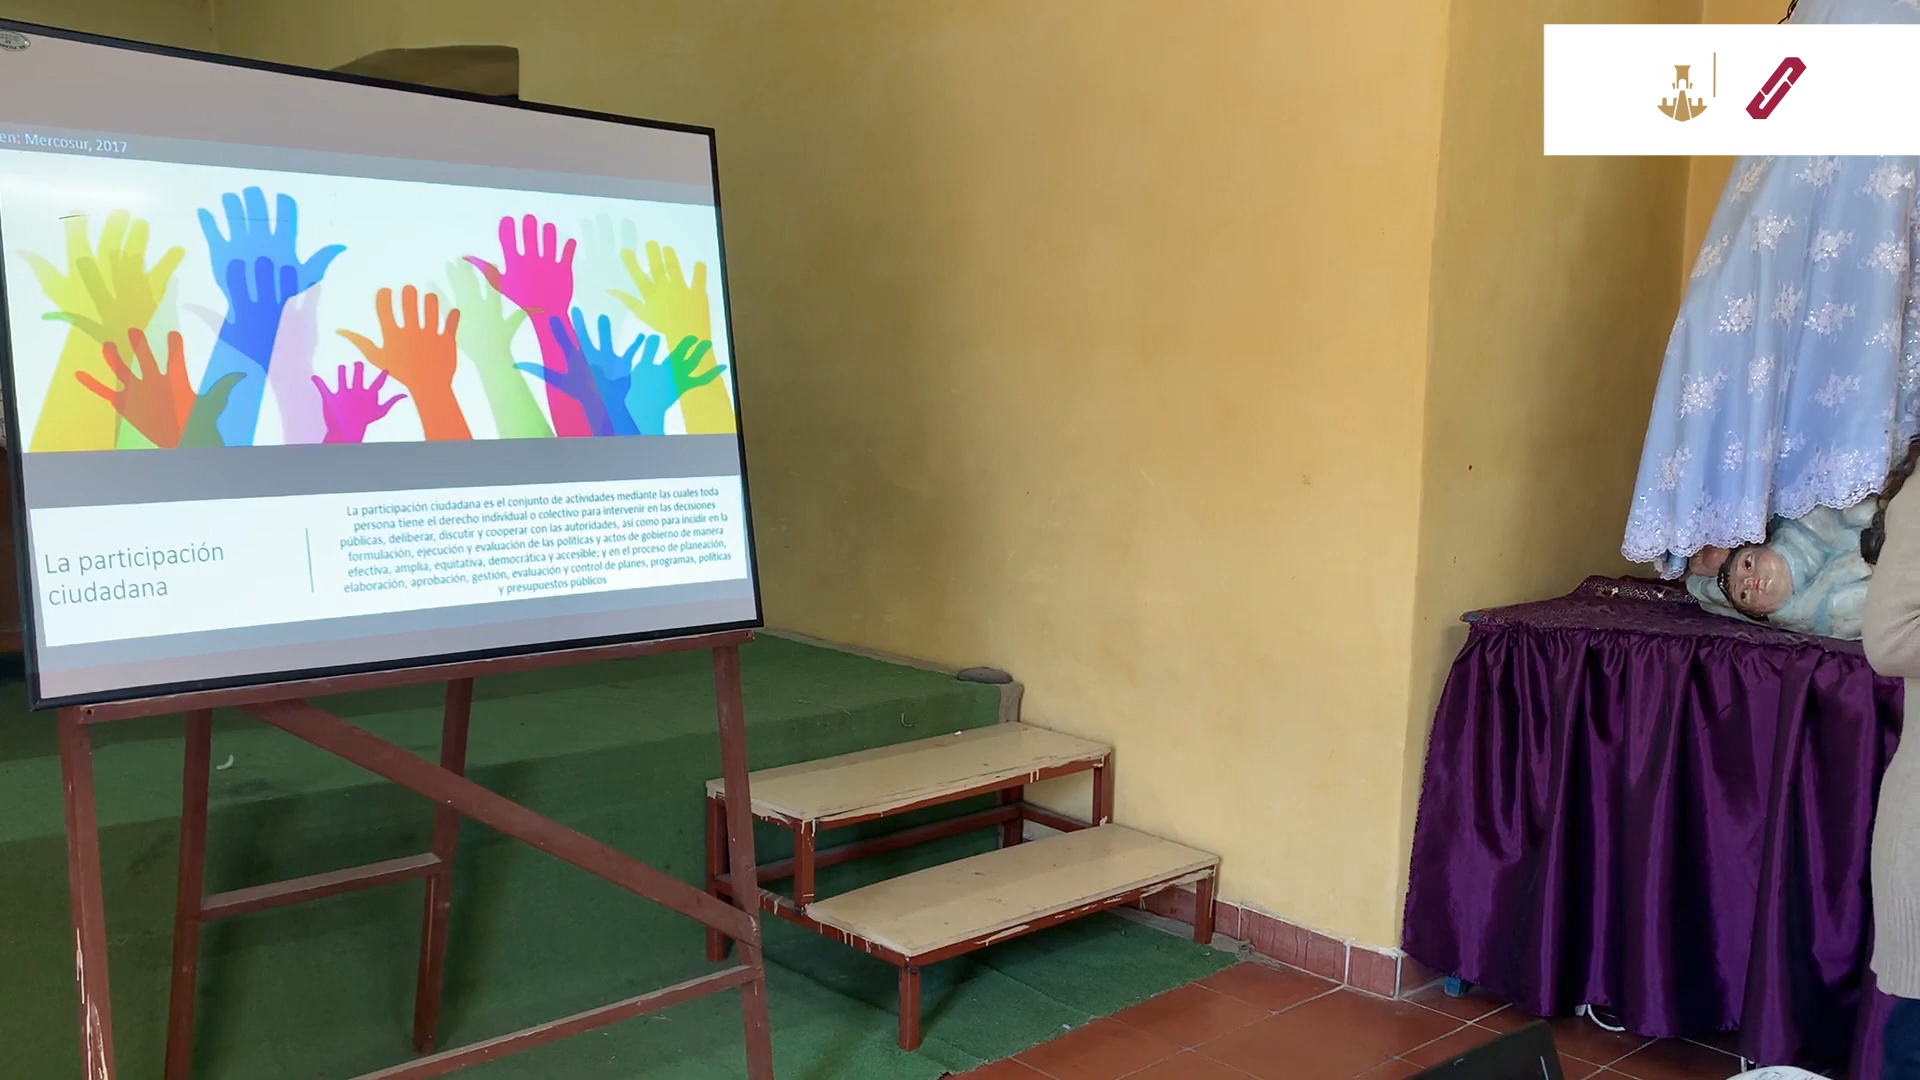 en: Mercosur, 2017
La participación
ciudadana
La participación ciudadana es el conjunto de actividades mediante las cuales toda
persona tiene el derecho individual o colectivo para intervenir en las decisiones
públicas, deliberar, discutir y cooperar con las autoridades, así como para incidir en la
formulación, ejecución y evaluación de las políticas y actos de gobierno de manera
efectiva, amplia, equitativa, democrática y accesible; y en el proceso de planeación,
elaboración, aprobación, gestión, evaluación y control de planes, programas, políticas
y presupuestos públicos